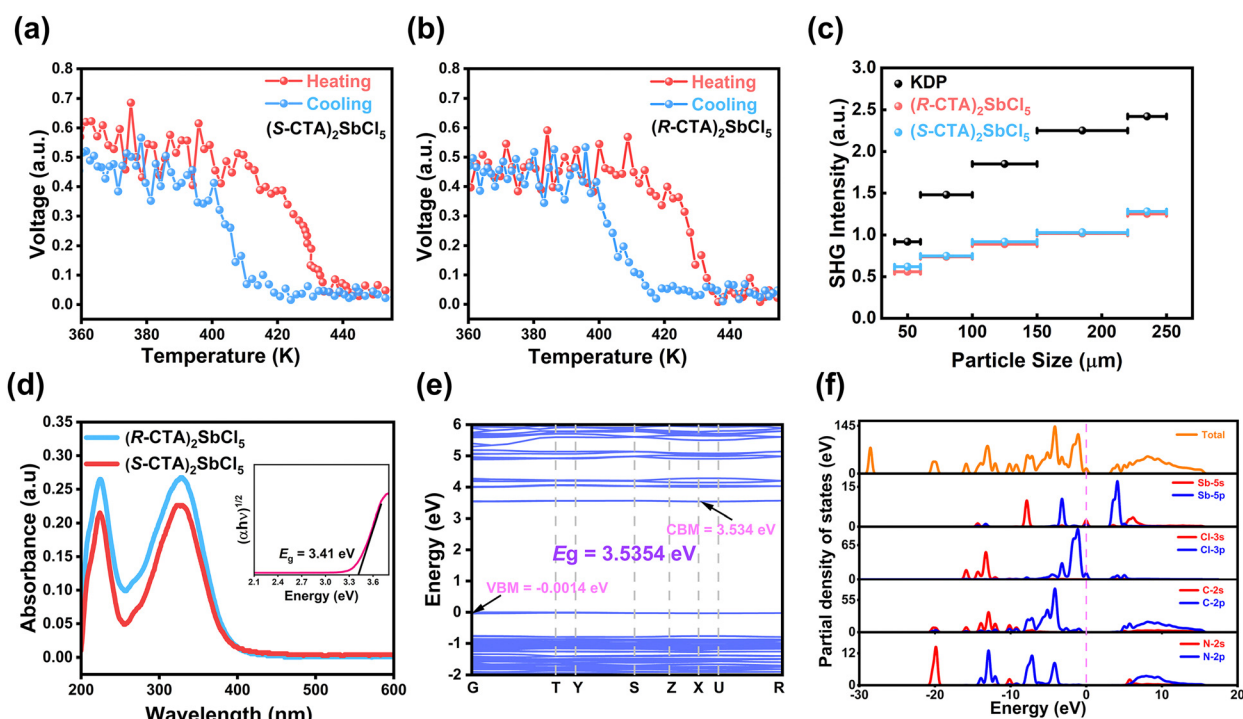 (a)
0.8
0.7
0.6
0.5
0.4
0.3
0.2
0.1
0.0
Voltage (a.u.)
Heating
Cooling
(S-CTA)₂SbCl₅
360 380 400 420 440
Temperature (K)
(b)
0.8
0.7
0.6
0.5
0.4
0.3
0.2
0.1
0.0
Voltage (a.u.)
Heating
Cooling
(R-CTA)₂SbCl₅
360 380 400 420 440
Temperature (K)
(c)
3.0
2.5
2.0
1.5
1.0
0.5
0.0
SHG Intensity (a.u.)
KDP
(R-CTA)₂SbCl₅
(S-CTA)₂SbCl₅
50 100 150 200 250
Particle Size (μm)
(d)
0.35
0.30
0.25
0.20
0.15
0.10
0.05
0.00
Absorbance (a.u)
(R-CTA)₂SbCl₅
(S-CTA)₂SbCl₅
(αhν)¹/²
Eg = 3.41 eV
2.1 2.4 2.7 3.0 3.3 3.6
Energy (eV)
200 300 400 500 600
Wavelength (nm)
(e)
6
5
4
3
2
1
0
-1
-2
Energy (eV)
CBM = 3.534 eV
Eg = 3.5354 eV
VBM = -0.0014 eV
G T Y S Z X U R
(f)
Partial density of states (eV)
145
0
Total
15
0
Sb-5s
Sb-5p
65
0
Cl-3s
Cl-3p
55
0
C-2s
C-2p
12
0
N-2s
N-2p
-30 -20 -10 0 10 20
Energy (eV)